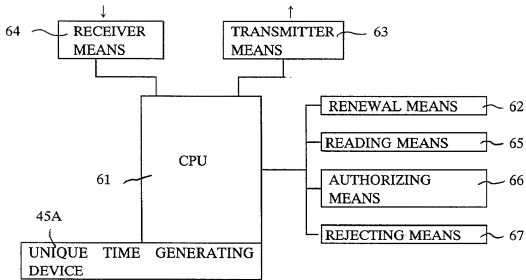 64
RECEIVER
MEANS
TRANSMITTER
MEANS
63
RENEWAL MEANS
62
READING MEANS
65
CPU
61
AUTHORIZING
MEANS
66
45A
REJECTING MEANS
67
UNIQUE TIME GENERATING
DEVICE